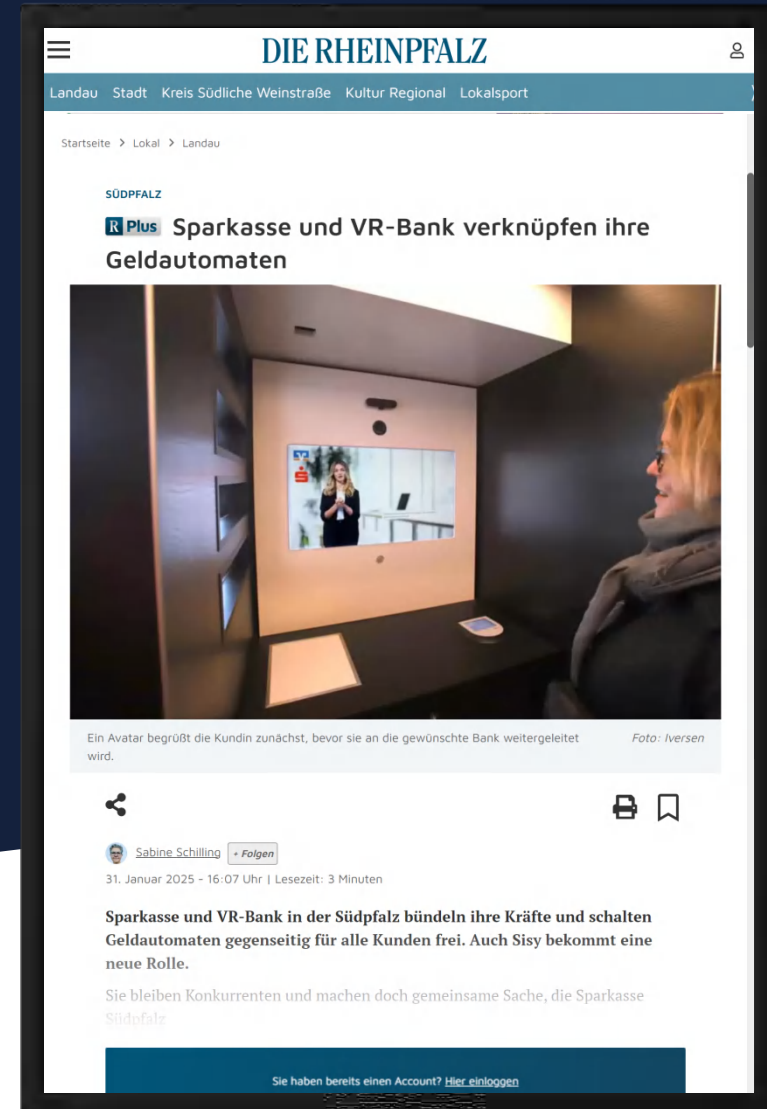 DIE RHEINPFALZ
Landau Stadt Kreis Südliche Weinstraße Kultur Regional Lokalsport
Startseite > Lokal > Landau
SÜDPFALZ
R Plus Sparkasse und VR-Bank verknüpfen ihre
Geldautomaten
Ein Avatar begrüßt die Kundin zunächst, bevor sie an die gewünschte Bank weitergeleitet
wird.
Foto: Iversen
Sabine Schilling + Folgen
31. Januar 2025 - 16:07 Uhr | Lesezeit: 3 Minuten
Sparkasse und VR-Bank in der Südpfalz bündeln ihre Kräfte und schalten
Geldautomaten gegenseitig für alle Kunden frei. Auch Sisy bekommt eine
neue Rolle.
Sie bleiben Konkurrenten und machen doch gemeinsame Sache, die Sparkasse
Südpfalz
Sie haben bereits einen Account? Hier einloggen